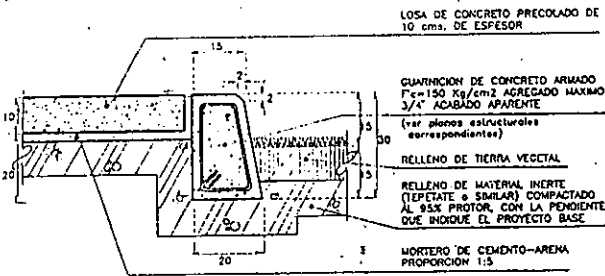 LOSA DE CONCRETO PRECOLADO DE
10 cms. DE ESPESOR
15
2
2
GUARNICION DE CONCRETO ARMADO
F'c=150 Kg/cm2 AGREGADO MAXIMO
3/4" ACABADO APARENTE
(ver planos estructurales
correspondientes)
10
5
30
RELLENO DE TIERRA VEGETAL
20
15
RELLENO DE MATERIAL INERTE
(TEPETATE o SIMILAR) COMPACTADO
AL 95% PROTOR, CON LA PENDIENTE
QUE INDIQUE EL PROYECTO BASE
20
MORTERO DE CEMENTO-ARENA
PROPORCION 1:5